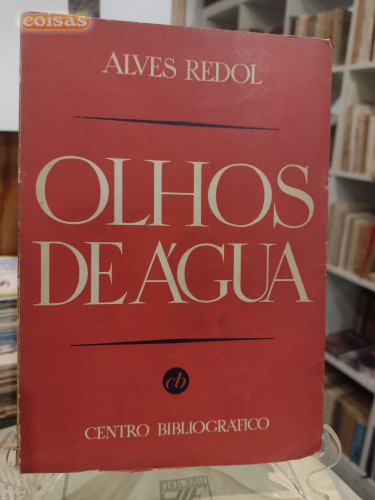 coisas
ALVES REDOL
OLHOS
DE ÁGUA
cb
CENTRO BIBLIOGRÁFICO